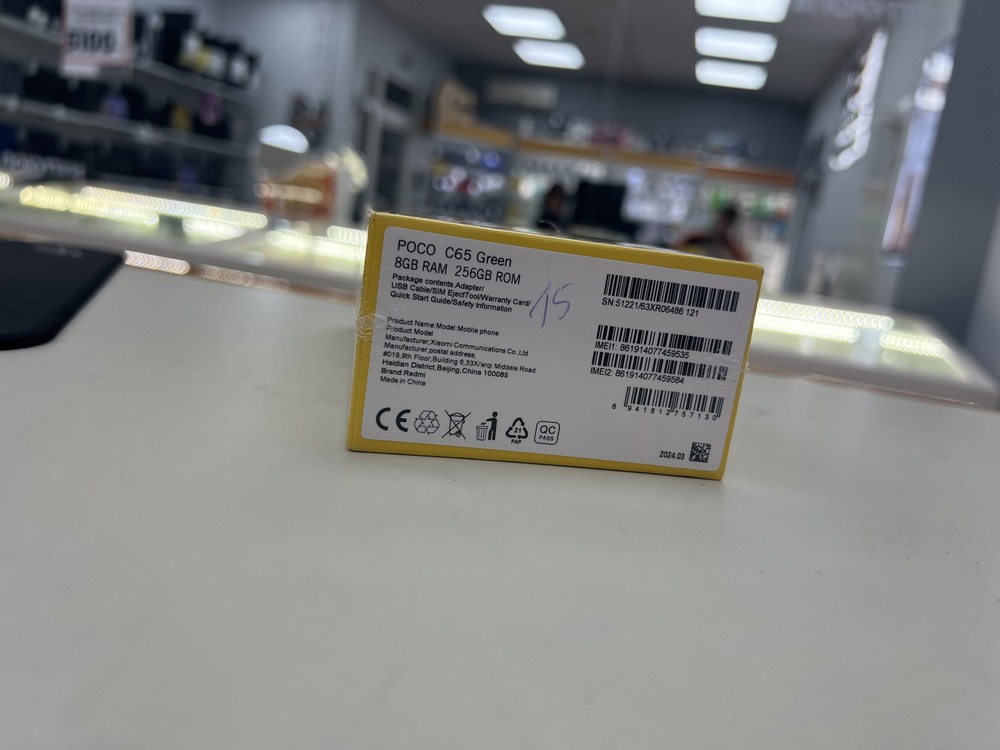 POCO C65 Green
8GB RAM 256GB ROM
Package contents:Adapter/
USB Cable/SIM EjectTool/Warranty Card/
Quick Start Guide/Safety Information
15
Product Name:Model:Mobile phone
Product Model
Manufacturer:Xiaomi Communications Co.,Ltd.
Manufacturer:postal address:
#019,9th Floor,Building 6,33X/erqi Middele Road
Haidian District,Beijing,China 100085
Brand:Redmi
Made in China
SN:51221/63XR06486 121
IMEI1: 861914077459535
IMEI2: 861914077459584
6 941812 757130
CE
21
PAP
QC
PASS
2024.03